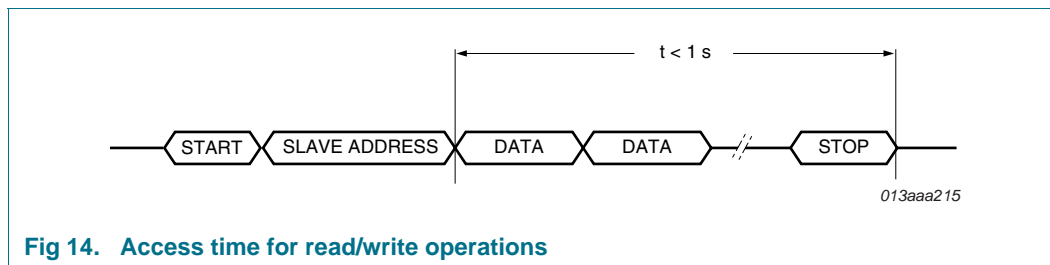 t < 1 s
START SLAVE ADDRESS DATA DATA STOP
013aaa215
Fig 14. Access time for read/write operations